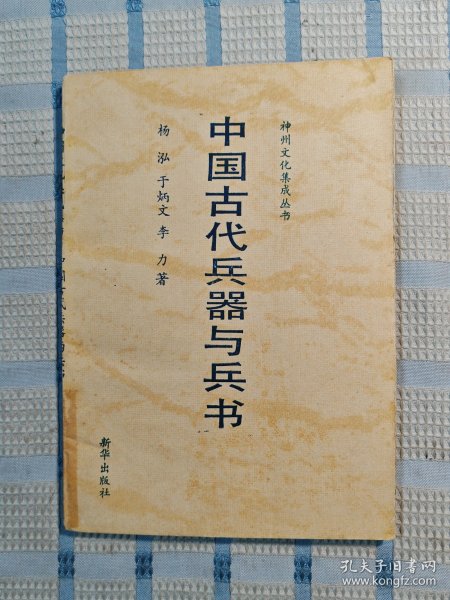 神州文化集成丛书
中国古代兵器与兵书
杨泓 于炳文 李力 著
新华出版社
孔夫子旧书网
www.kongfz.com